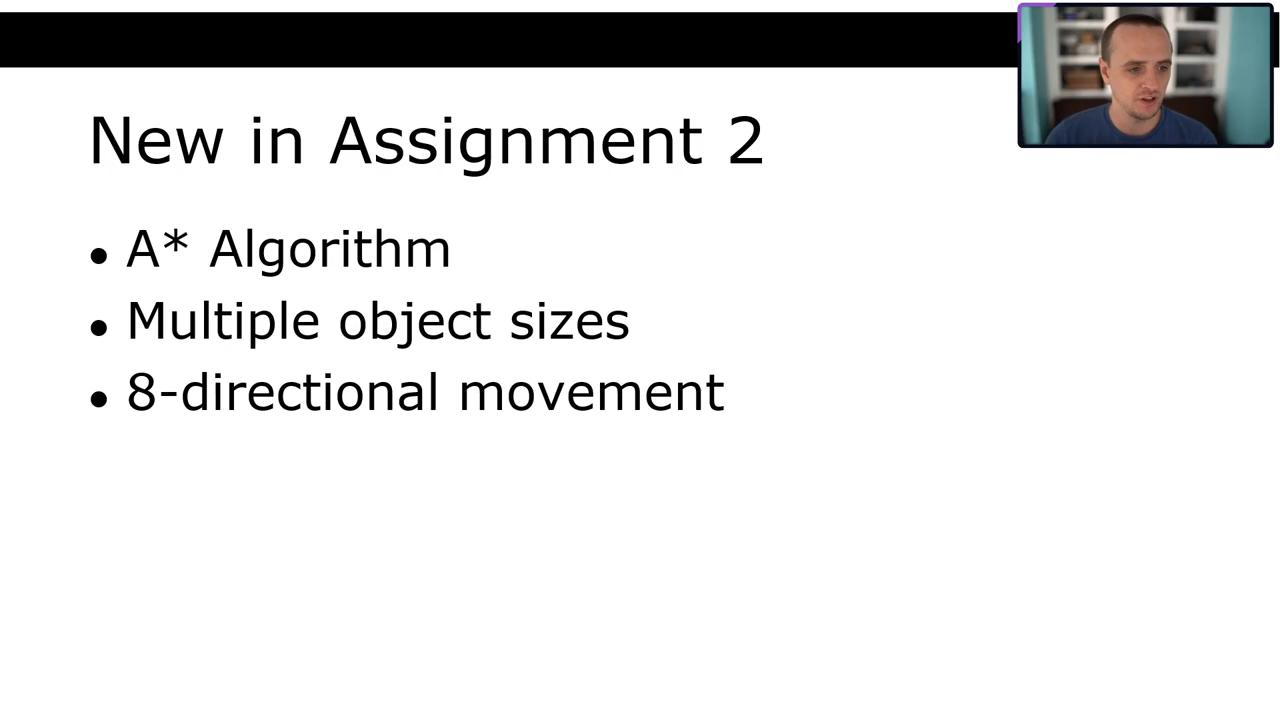 New in Assignment 2
● A* Algorithm
● Multiple object sizes
● 8-directional movement